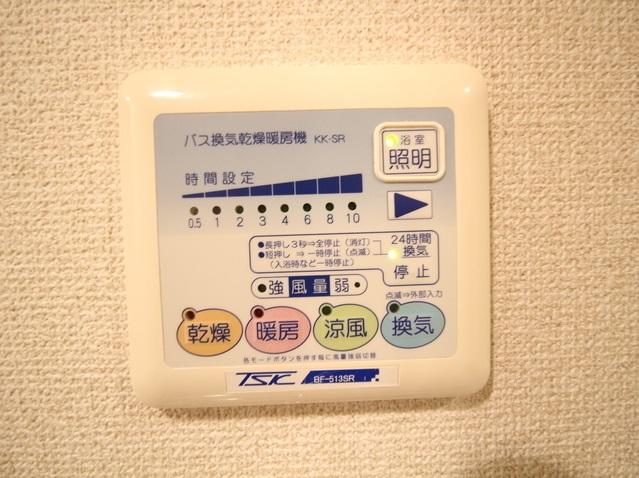 バス換気乾燥暖房機 KK-SR
浴室
照明
時間設定
0.5 1 2 3 4 6 8 10
●長押し3秒⇒全停止（消灯）
●短押し ⇒ 一時停止（点滅）
（入浴時など一時停止）
24時間
換気
停止
強 風量 弱
点滅⇒外部入力
乾燥 暖房 涼風 換気
各モードボタンを押す毎に風量強弱切替
TSK BF-513SR